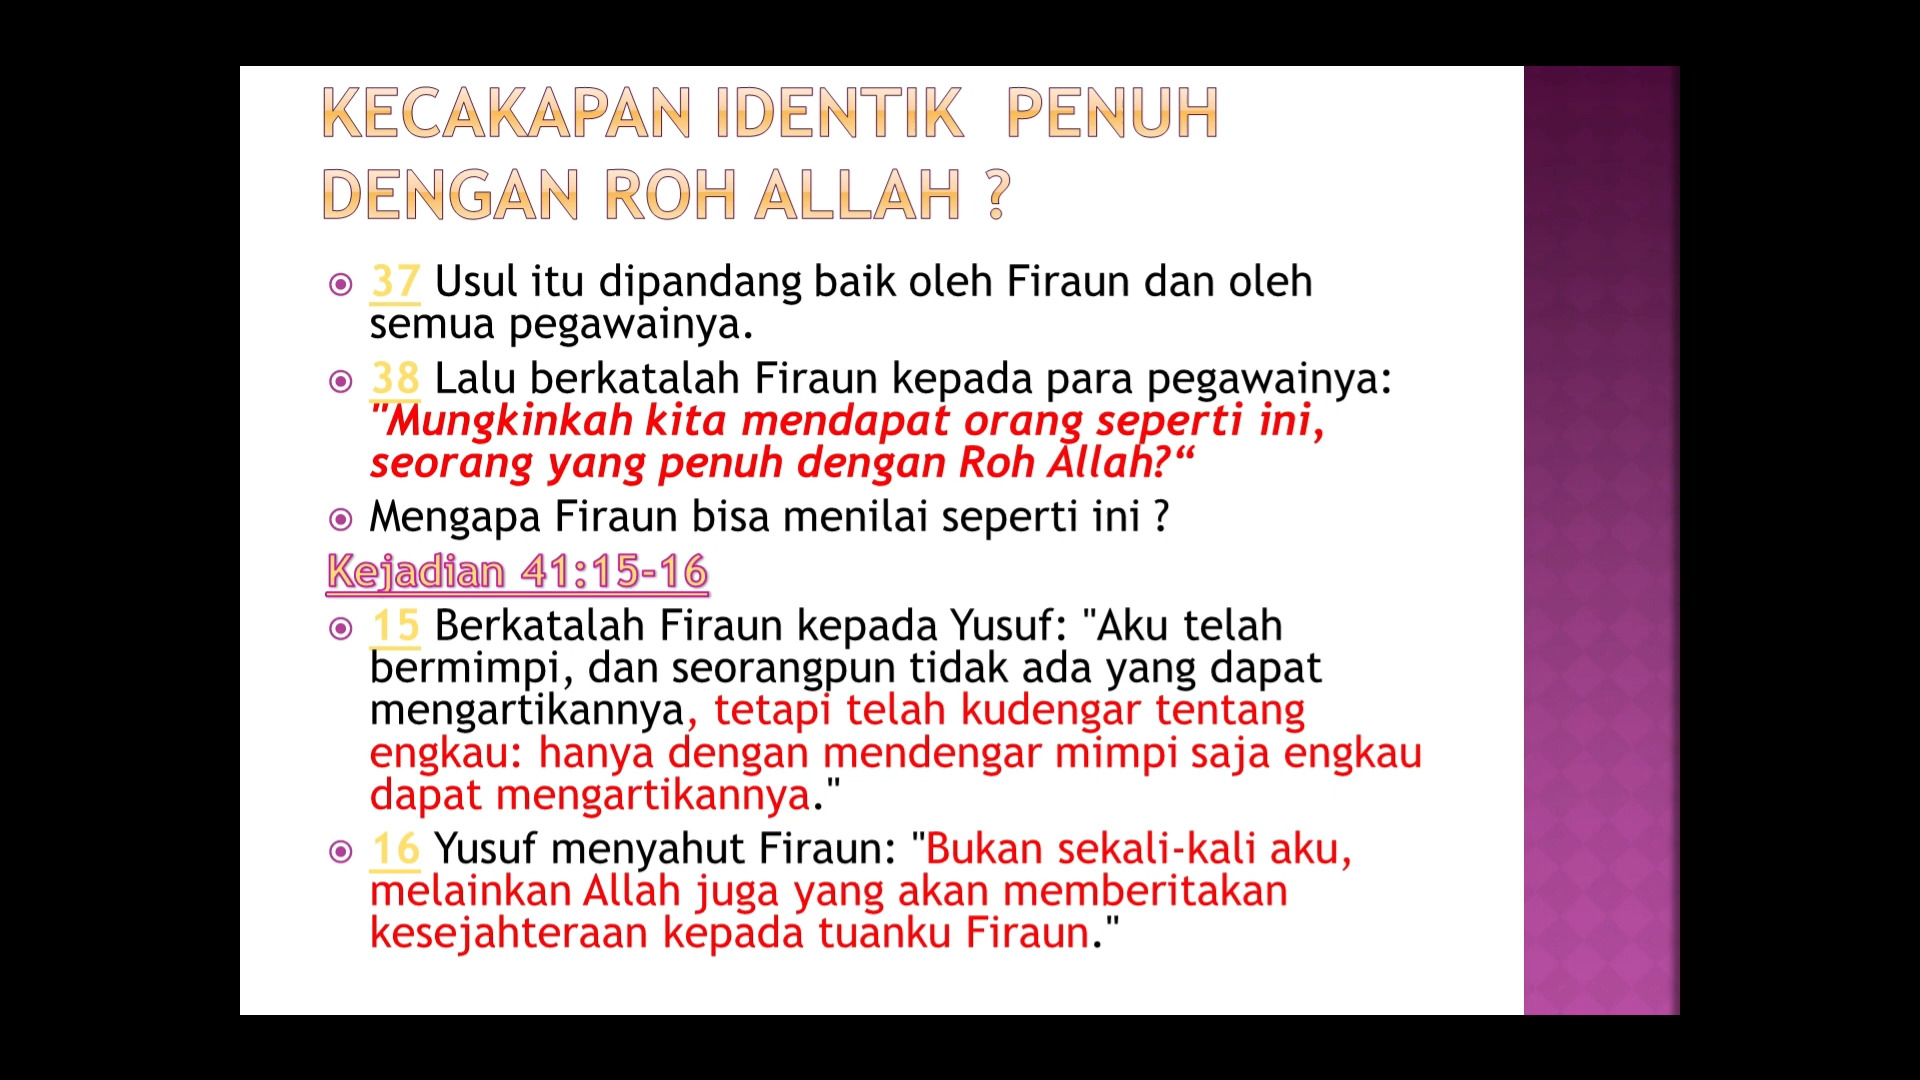 KECAKAPAN IDENTIK  PENUH
DENGAN ROH ALLAH ?
37 Usul itu dipandang baik oleh Firaun dan oleh
semua pegawainya.
38 Lalu berkatalah Firaun kepada para pegawainya:
"Mungkinkah kita mendapat orang seperti ini,
seorang yang penuh dengan Roh Allah?“
Mengapa Firaun bisa menilai seperti ini ?
Kejadian 41:15-16
15 Berkatalah Firaun kepada Yusuf: "Aku telah
bermimpi, dan seorangpun tidak ada yang dapat
mengartikannya, tetapi telah kudengar tentang
engkau: hanya dengan mendengar mimpi saja engkau
dapat mengartikannya."
16 Yusuf menyahut Firaun: "Bukan sekali-kali aku,
melainkan Allah juga yang akan memberitakan
kesejahteraan kepada tuanku Firaun."